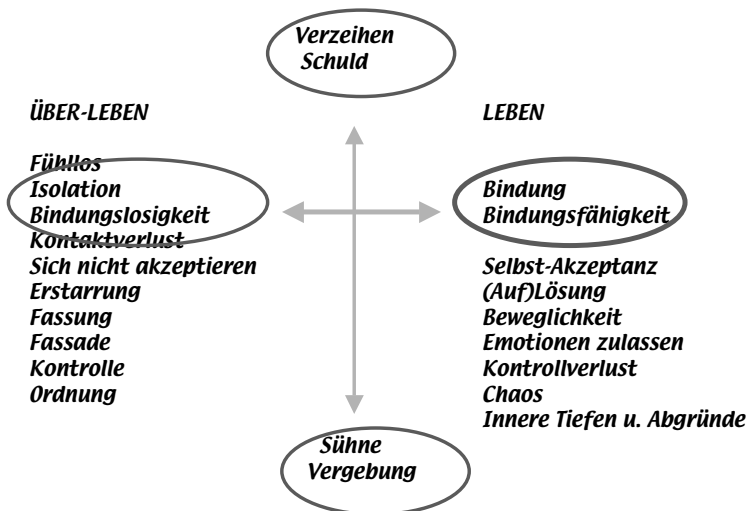 Verzeihen
Schuld
ÜBER-LEBEN
Fühllos
Isolation
Bindungslosigkeit
Kontaktverlust
Sich nicht akzeptieren
Erstarrung
Fassung
Fassade
Kontrolle
Ordnung
LEBEN
Bindung
Bindungsfähigkeit
Selbst-Akzeptanz
(Auf)Lösung
Beweglichkeit
Emotionen zulassen
Kontrollverlust
Chaos
Innere Tiefen u. Abgründe
Sühne
Vergebung